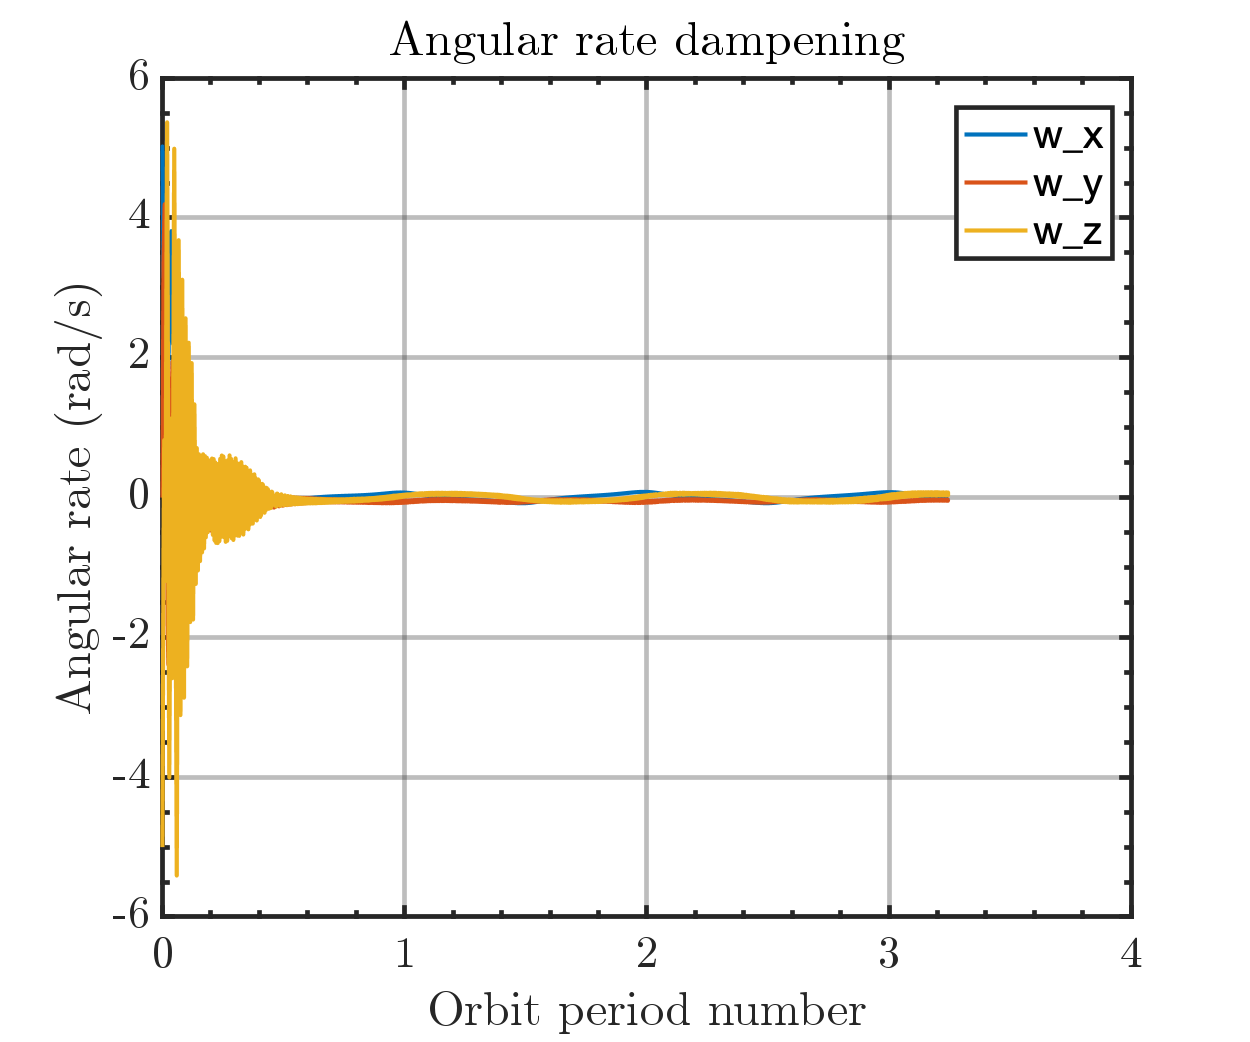 Angular rate dampening
6
4
2
0
-2
-4
-6
Angular rate (rad/s)
w_x
w_y
w_z
0 1 2 3 4
Orbit period number